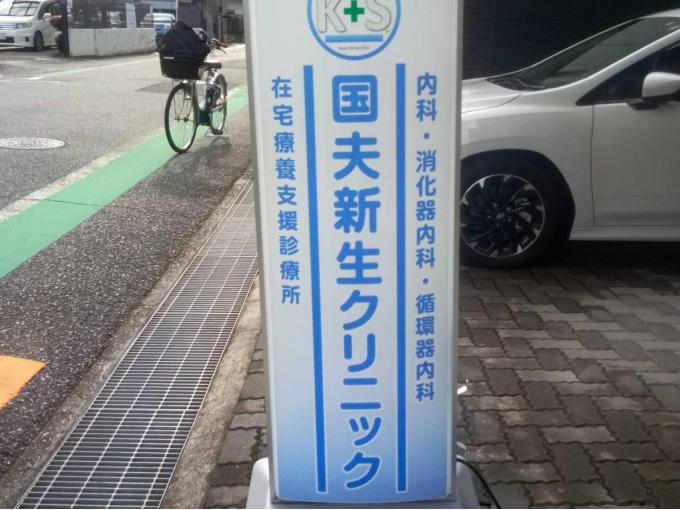 K+S
内科・消化器内科・循環器内科
国夫新生クリニック
在宅療養支援診療所